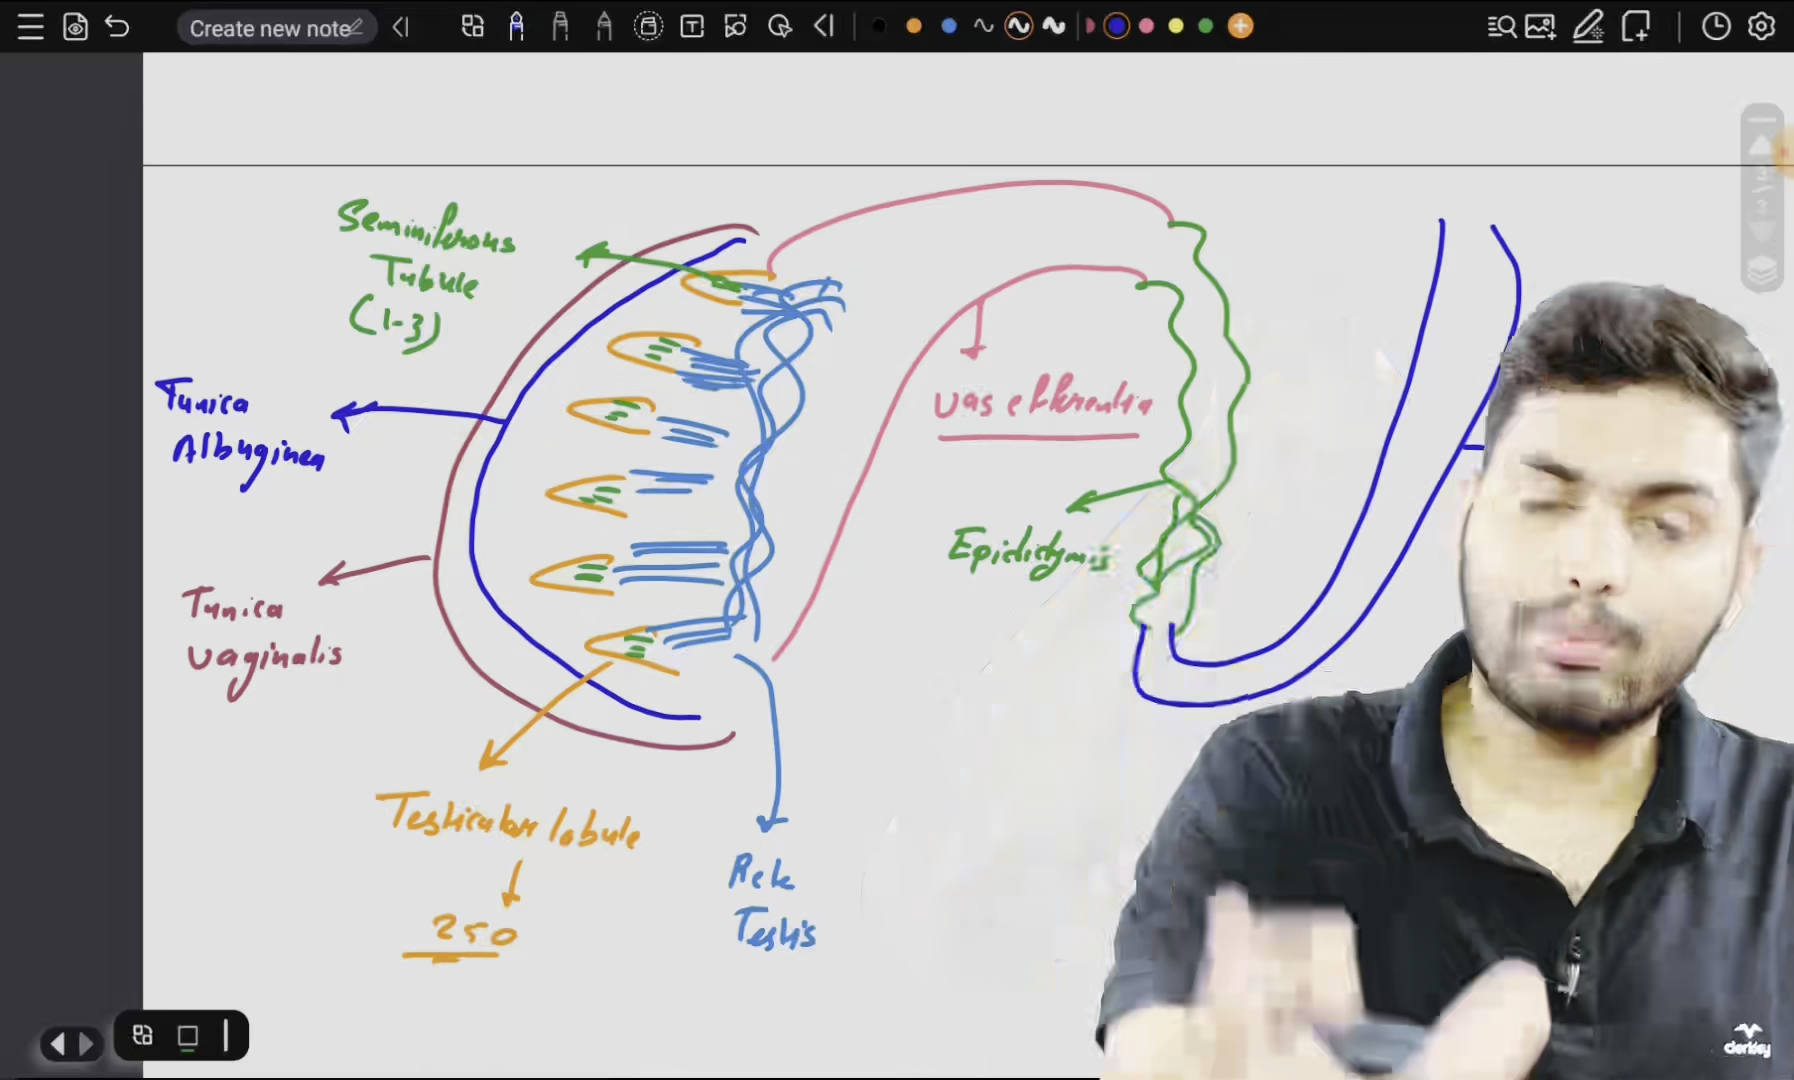 Create new note
Seminiferous
Tubule
(1-3)
Tunica
Albuginea
vas efferentia
Epididymis
Tunica
vaginalis
Testicular lobule
250
Rete
Testis